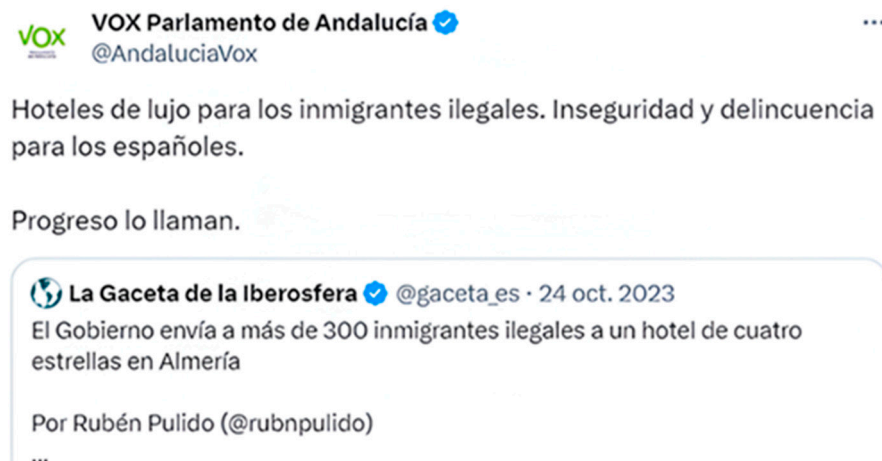 VOX
VOX Parlamento de Andalucía
...
@AndaluciaVox
Hoteles de lujo para los inmigrantes ilegales. Inseguridad y delincuencia
para los españoles.
Progreso lo llaman.
La Gaceta de la Iberosfera @gaceta_es · 24 oct. 2023
El Gobierno envía a más de 300 inmigrantes ilegales a un hotel de cuatro
estrellas en Almería
Por Rubén Pulido (@rubnpulido)
...